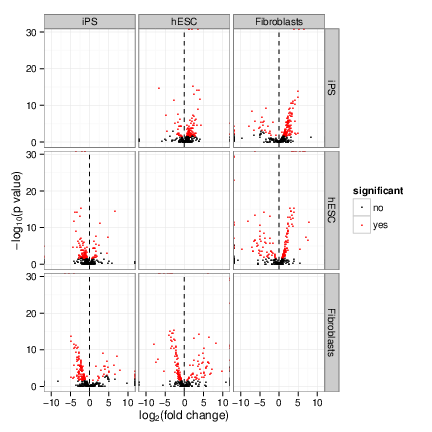 iPS hESC Fibroblasts
30
20
10
0
iPS
30
20
10
0
hESC
30
20
10
0
Fibroblasts
−log10(p value)
significant
no
yes
−10 −5 0 5 10 −10 −5 0 5 10 −10 −5 0 5 10
log2(fold change)